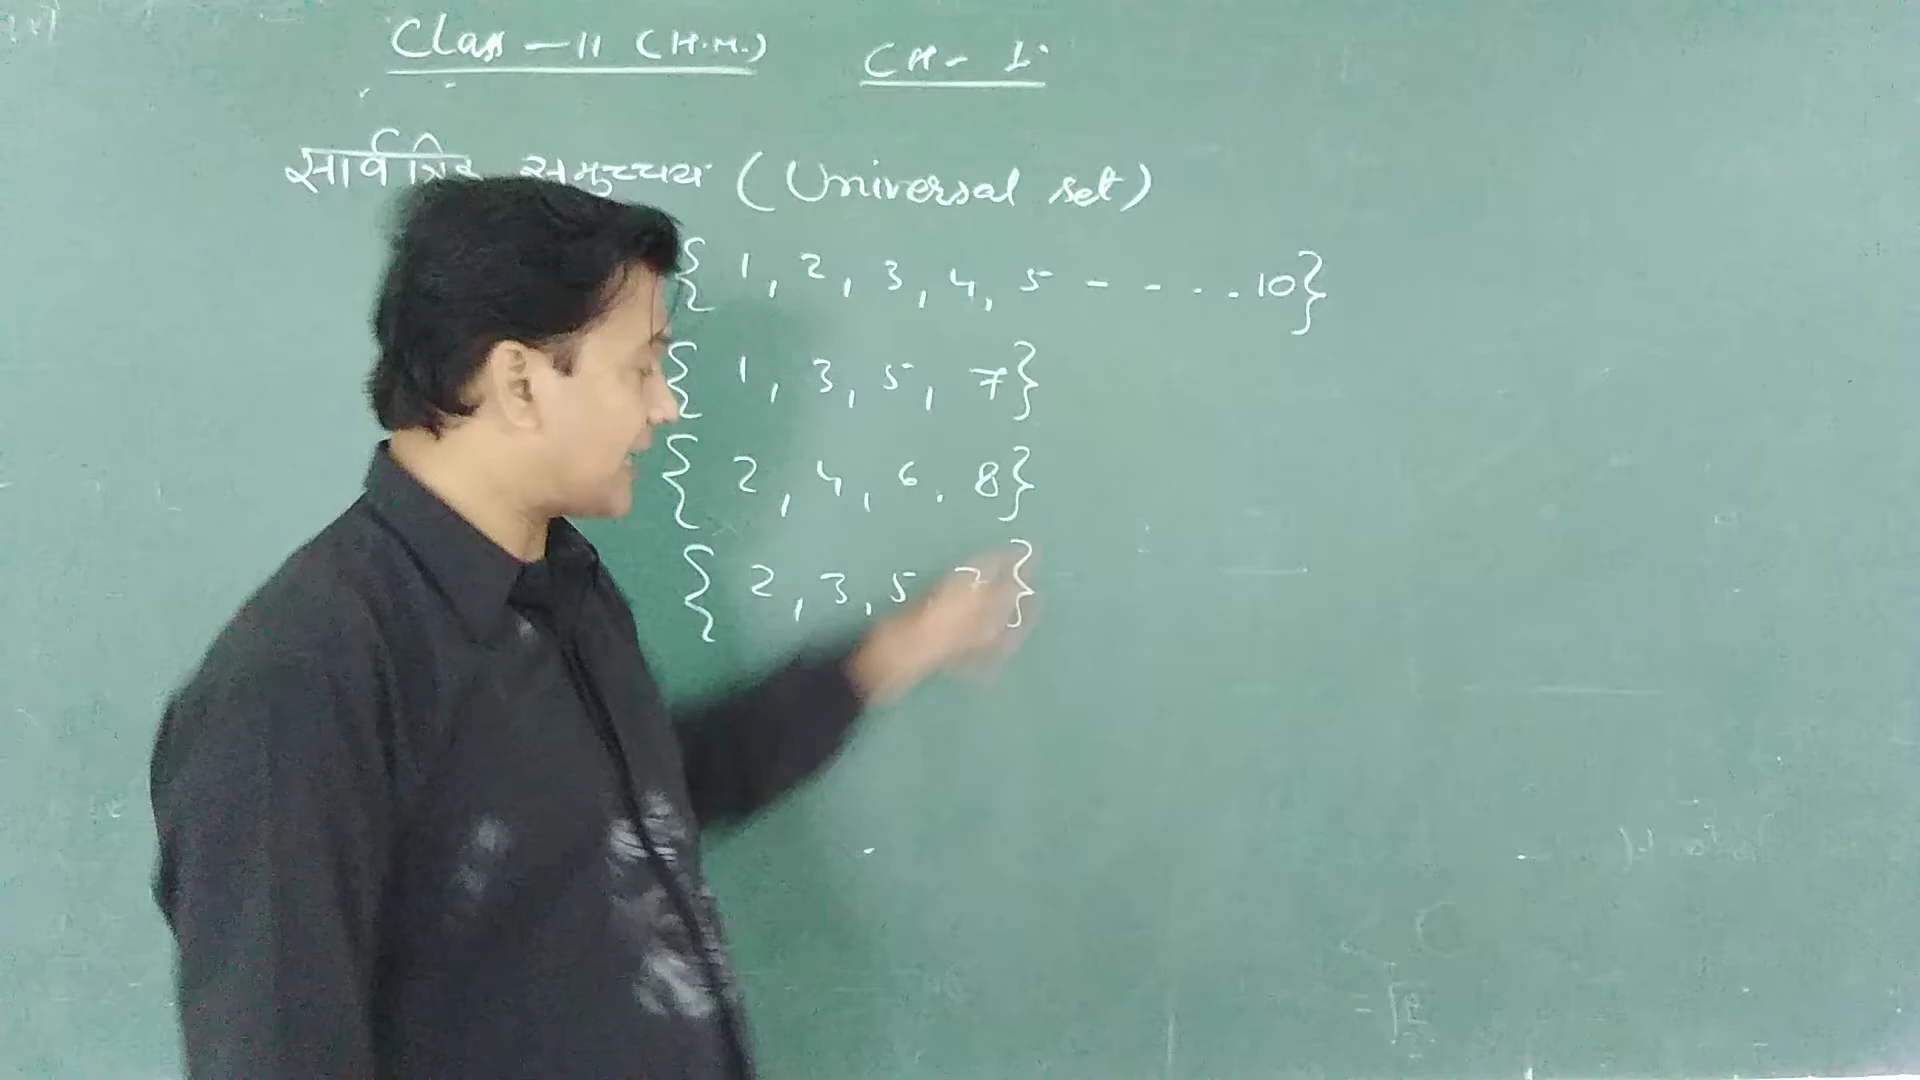 Class - 11 (H.M.) CH - 1.
सार्वत्रिक समुच्चय (Universal set)
{ 1, 2, 3, 4, 5 - - . . . 10}
{ 1, 3, 5, 7}
{ 2, 4, 6. 8}
{ 2, 3, 5, 7}